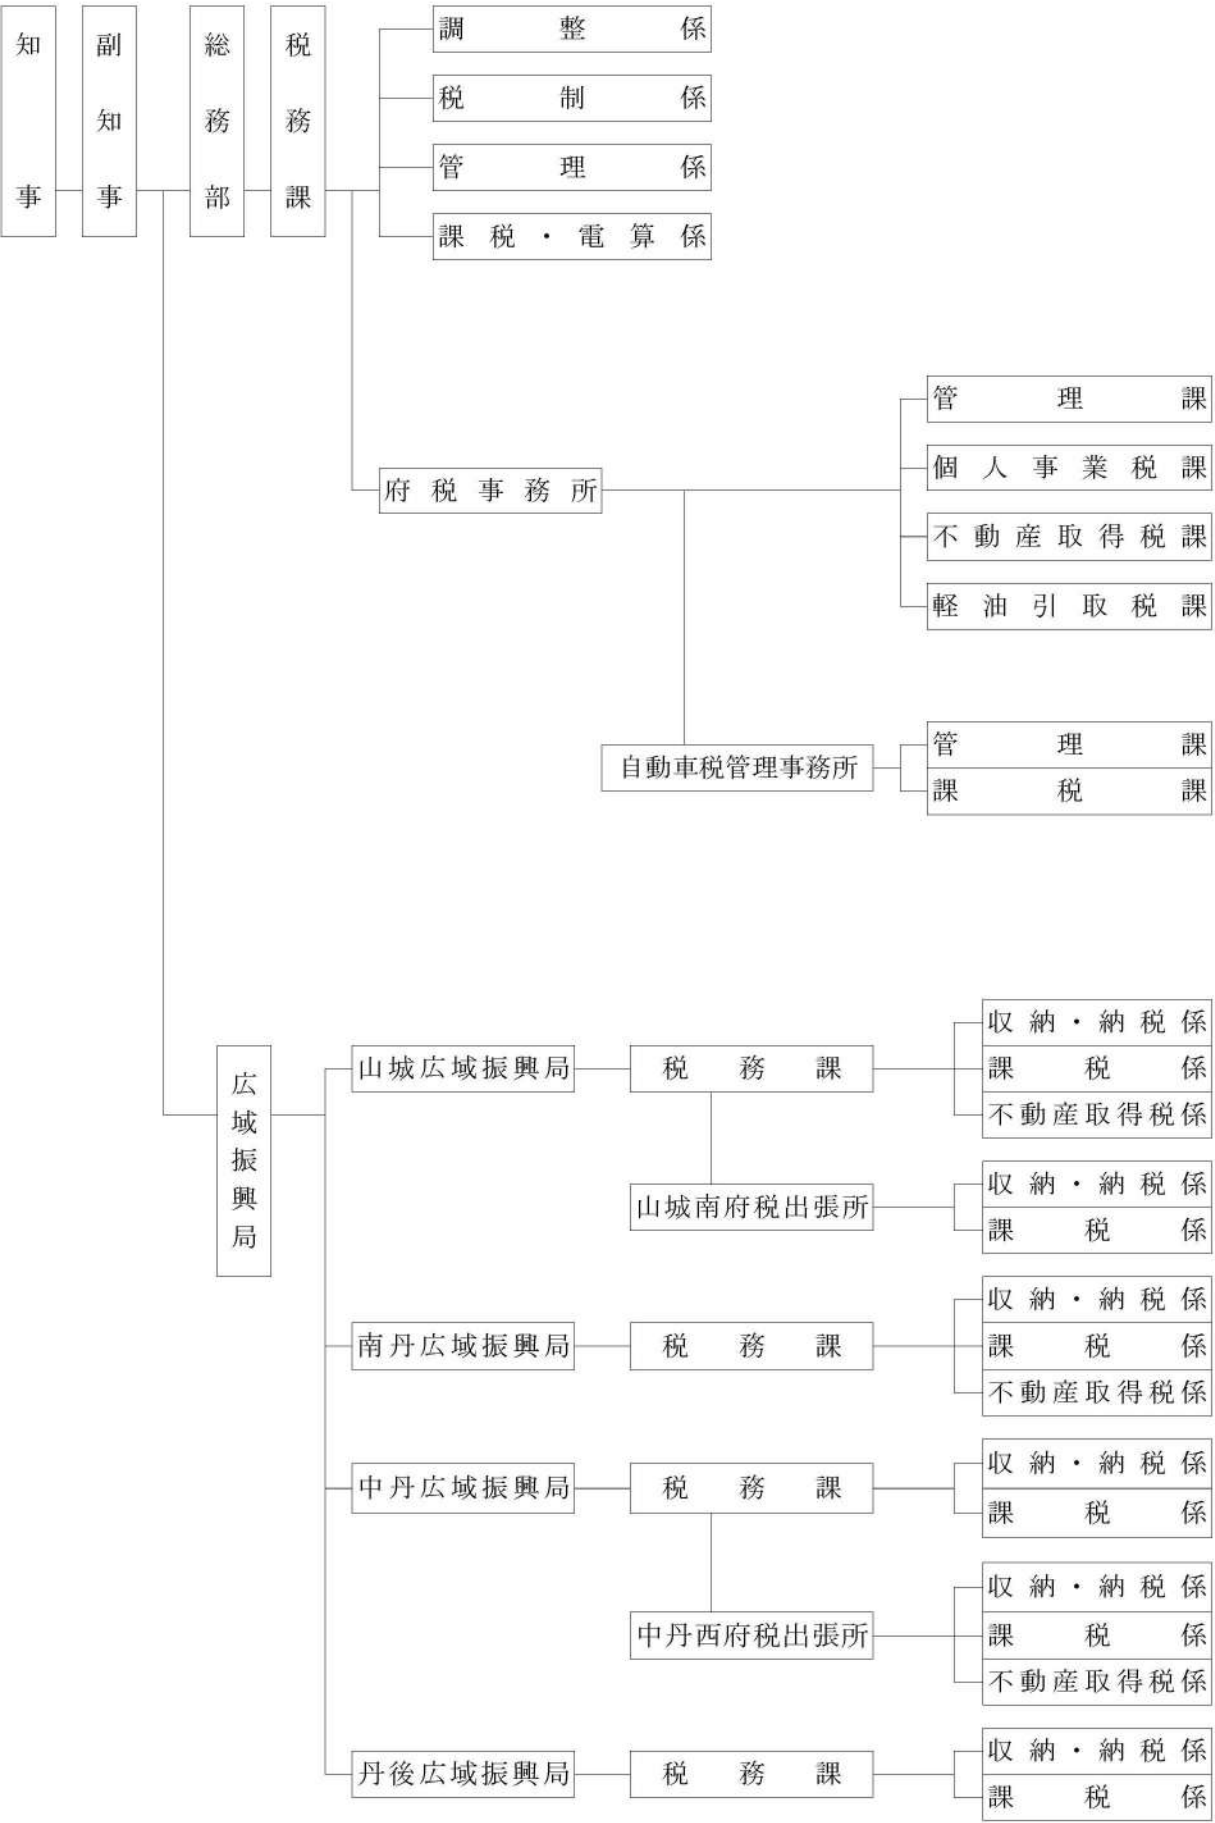 知事
副知事
総務部
税務課
調整係
税制係
管理係
課税・電算係
府税事務所
管理課
個人事業税課
不動産取得税課
軽油引取税課
自動車税管理事務所
管理課
課税課
広域振興局
山城広域振興局
税務課
収納・納税係
課税係
不動産取得税係
山城南府税出張所
収納・納税係
課税係
南丹広域振興局
税務課
収納・納税係
課税係
不動産取得税係
中丹広域振興局
税務課
収納・納税係
課税係
中丹西府税出張所
収納・納税係
課税係
不動産取得税係
丹後広域振興局
税務課
収納・納税係
課税係